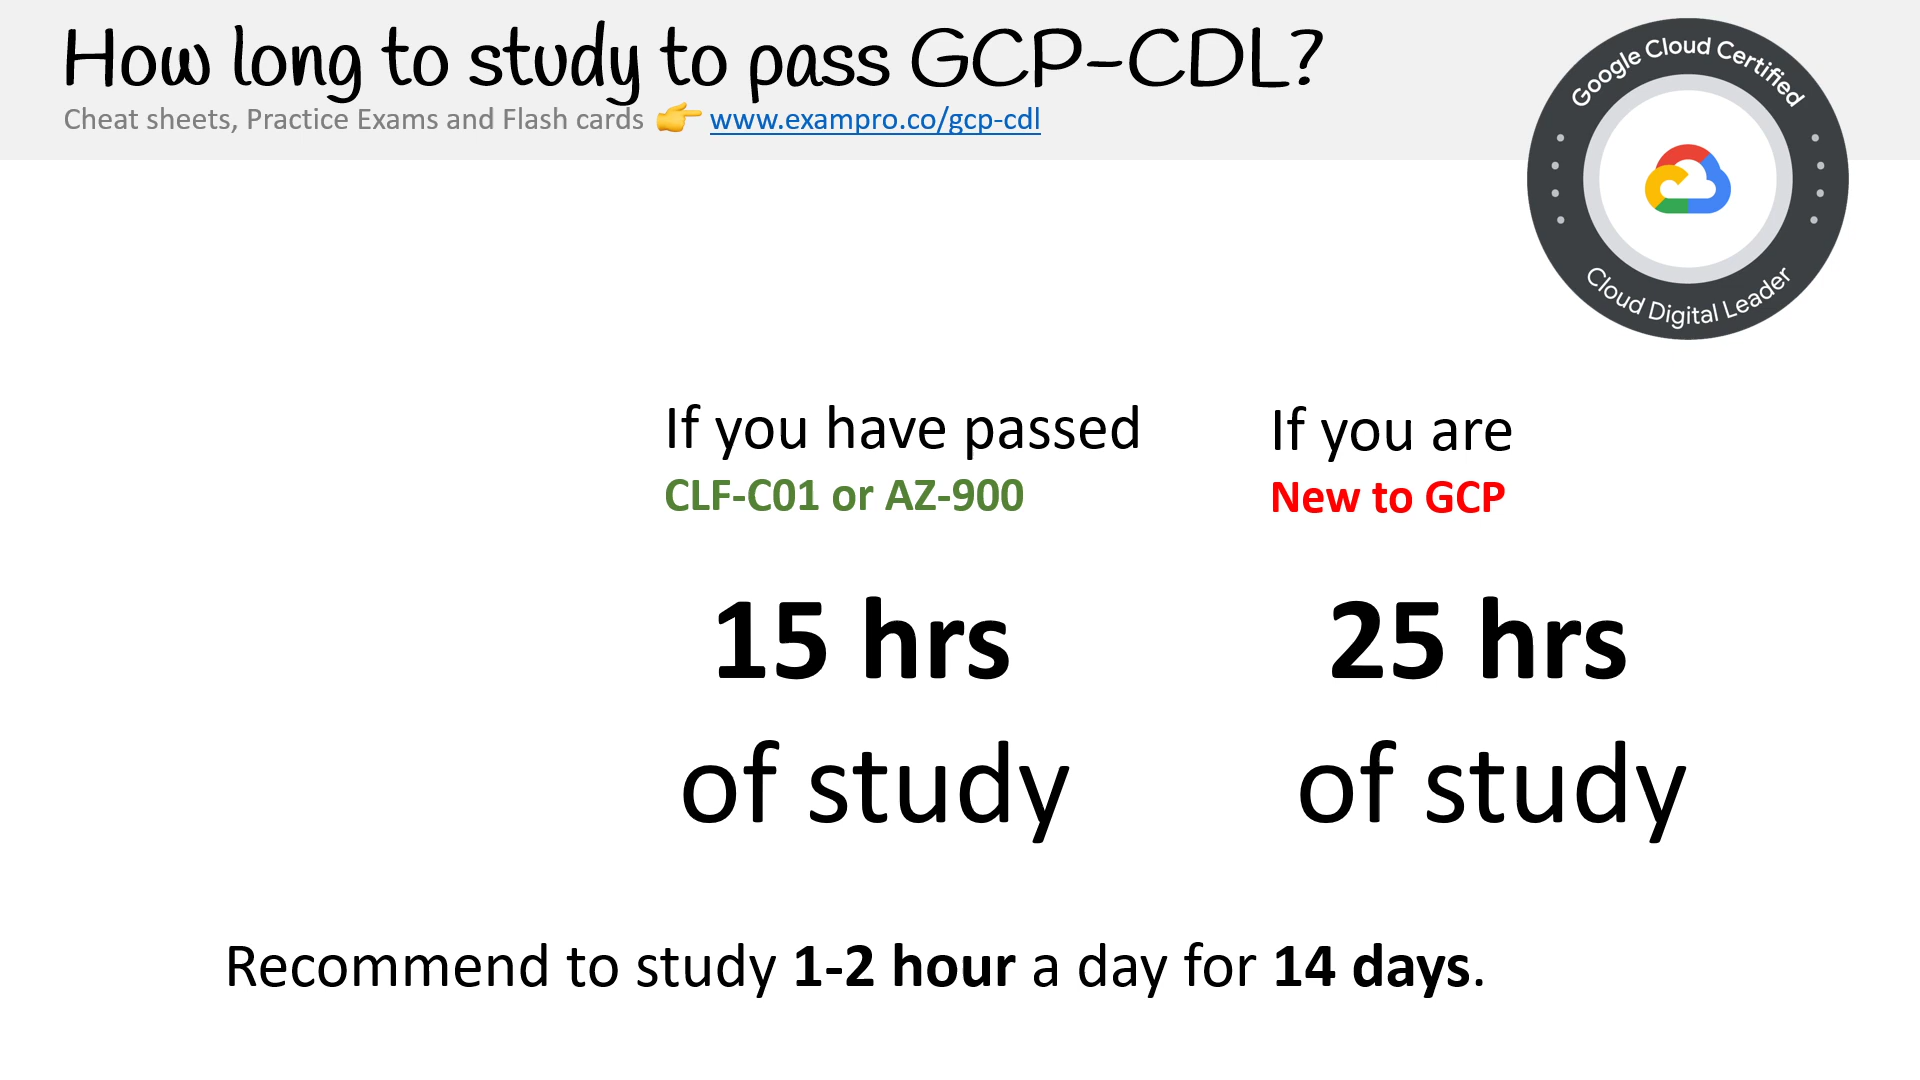 How long to study to pass GCP-CDL?
Cheat sheets, Practice Exams and Flash cards 👉 www.exampro.co/gcp-cdl
Google Cloud Certified
Cloud Digital Leader
If you have passed
CLF-C01 or AZ-900
15 hrs
of study
If you are
New to GCP
25 hrs
of study
Recommend to study 1-2 hour a day for 14 days.